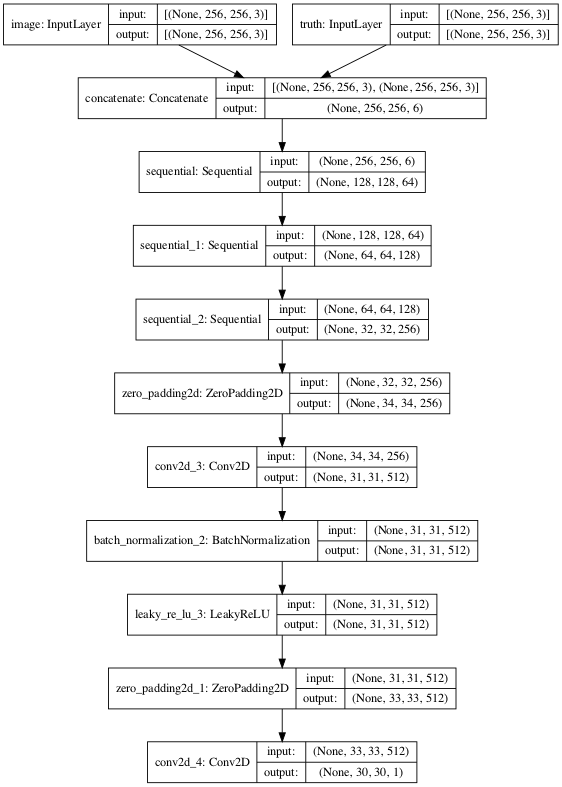 image: InputLayer
input: [(None, 256, 256, 3)]
output: [(None, 256, 256, 3)]
truth: InputLayer
input: [(None, 256, 256, 3)]
output: [(None, 256, 256, 3)]
concatenate: Concatenate
input: [(None, 256, 256, 3), (None, 256, 256, 3)]
output: (None, 256, 256, 6)
sequential: Sequential
input: (None, 256, 256, 6)
output: (None, 128, 128, 64)
sequential_1: Sequential
input: (None, 128, 128, 64)
output: (None, 64, 64, 128)
sequential_2: Sequential
input: (None, 64, 64, 128)
output: (None, 32, 32, 256)
zero_padding2d: ZeroPadding2D
input: (None, 32, 32, 256)
output: (None, 34, 34, 256)
conv2d_3: Conv2D
input: (None, 34, 34, 256)
output: (None, 31, 31, 512)
batch_normalization_2: BatchNormalization
input: (None, 31, 31, 512)
output: (None, 31, 31, 512)
leaky_re_lu_3: LeakyReLU
input: (None, 31, 31, 512)
output: (None, 31, 31, 512)
zero_padding2d_1: ZeroPadding2D
input: (None, 31, 31, 512)
output: (None, 33, 33, 512)
conv2d_4: Conv2D
input: (None, 33, 33, 512)
output: (None, 30, 30, 1)